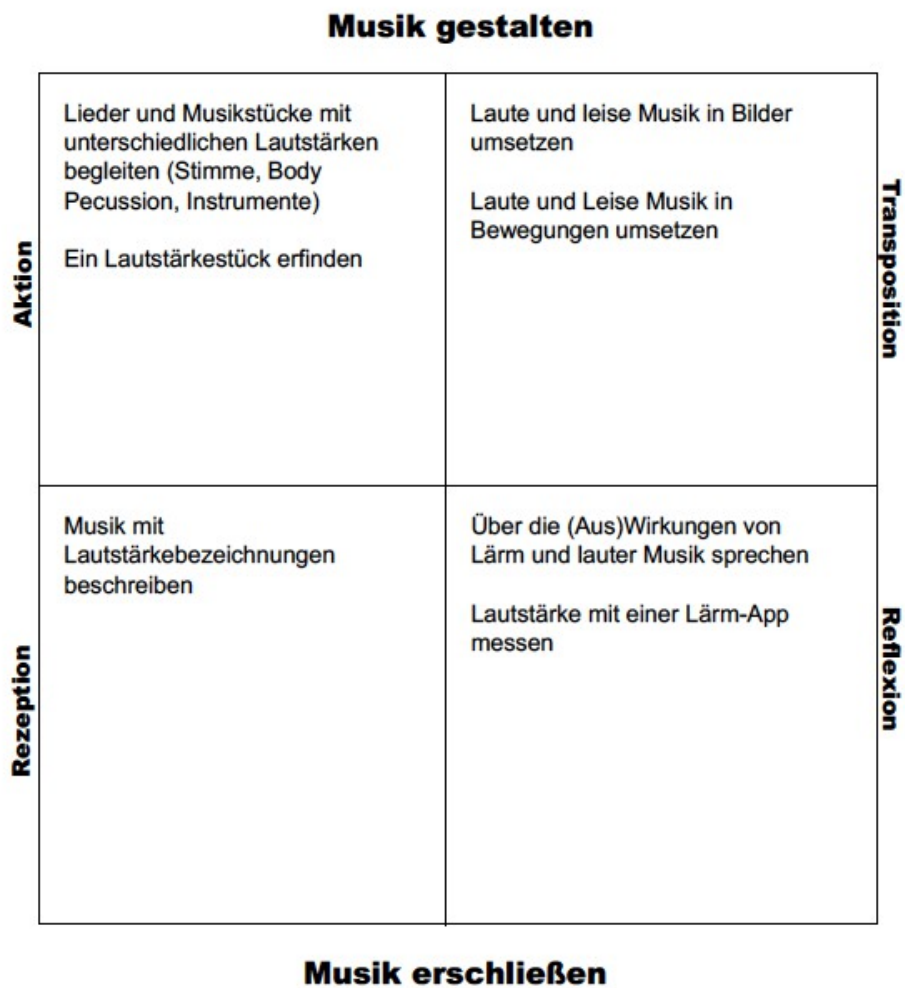 Musik gestalten
Aktion
Lieder und Musikstücke mit
unterschiedlichen Lautstärken
begleiten (Stimme, Body
Pecussion, Instrumente)
Ein Lautstärkestück erfinden
Laute und leise Musik in Bilder
umsetzen
Laute und Leise Musik in
Bewegungen umsetzen
Transposition
Rezeption
Musik mit
Lautstärkebezeichnungen
beschreiben
Über die (Aus)Wirkungen von
Lärm und lauter Musik sprechen
Lautstärke mit einer Lärm-App
messen
Reflexion
Musik erschließen